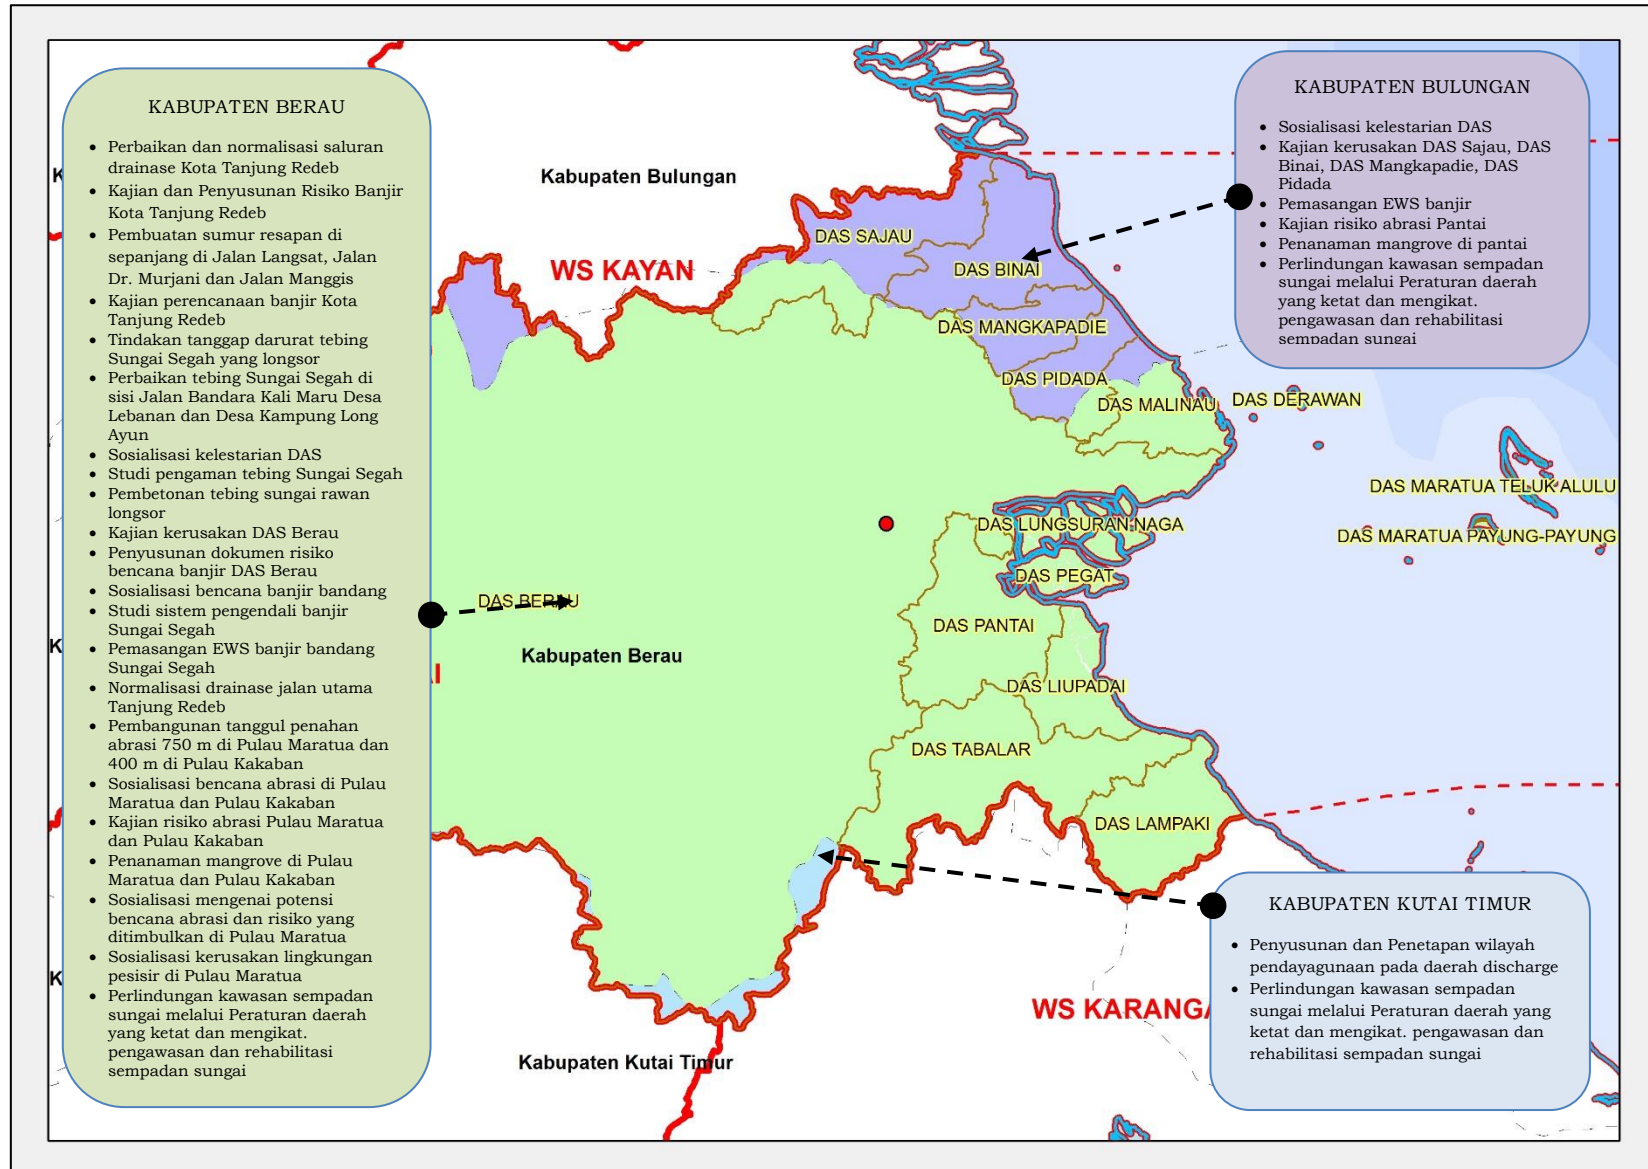 KABUPATEN BERAU
• Perbaikan dan normalisasi saluran
drainase Kota Tanjung Redeb
• Kajian dan Penyusunan Risiko Banjir
Kota Tanjung Redeb
• Pembuatan sumur resapan di
sepanjang di Jalan Langsat, Jalan
Dr. Murjani dan Jalan Manggis
• Kajian perencanaan banjir Kota
Tanjung Redeb
• Tindakan tanggap darurat tebing
Sungai Segah yang longsor
• Perbaikan tebing Sungai Segah di
sisi Jalan Bandara Kali Maru Desa
Lebanan dan Desa Kampung Long
Ayun
• Sosialisasi kelestarian DAS
• Studi pengaman tebing Sungai Segah
• Pembetonan tebing sungai rawan
longsor
• Kajian kerusakan DAS Berau
• Penyusunan dokumen risiko
bencana banjir DAS Berau
• Sosialisasi bencana banjir bandang
• Studi sistem pengendali banjir
Sungai Segah
• Pemasangan EWS banjir bandang
Sungai Segah
• Normalisasi drainase jalan utama
Tanjung Redeb
• Pembangunan tanggul penahan
abrasi 750 m di Pulau Maratua dan
400 m di Pulau Kakaban
• Sosialisasi bencana abrasi di Pulau
Maratua dan Pulau Kakaban
• Kajian risiko abrasi Pulau Maratua
dan Pulau Kakaban
• Penanaman mangrove di Pulau
Maratua dan Pulau Kakaban
• Sosialisasi mengenai potensi
bencana abrasi dan risiko yang
ditimbulkan di Pulau Maratua
• Sosialisasi kerusakan lingkungan
pesisir di Pulau Maratua
• Perlindungan kawasan sempadan
sungai melalui Peraturan daerah
yang ketat dan mengikat.
pengawasan dan rehabilitasi
sempadan sungai
KABUPATEN BULUNGAN
• Sosialisasi kelestarian DAS
• Kajian kerusakan DAS Sajau, DAS
Binai, DAS Mangkapadie, DAS
Pidada
• Pemasangan EWS banjir
• Kajian risiko abrasi Pantai
• Penanaman mangrove di pantai
• Perlindungan kawasan sempadan
sungai melalui Peraturan daerah
yang ketat dan mengikat.
pengawasan dan rehabilitasi
sempadan sungai
Kabupaten Bulungan
DAS SAJAU
WS KAYAN
DAS BINAI
DAS MANGKAPADIE
DAS PIDADA
DAS MALINAU
DAS DERAWAN
DAS MARATUA TELUK ALULU
DAS MARATUA PAYUNG-PAYUNG
DAS LUNGSURAN NAGA
DAS PEGAT
DAS BERAU
DAS PANTAI
Kabupaten Berau
DAS LIUPADAI
DAS TABALAR
DAS LAMPAKI
WS KARANGA
Kabupaten Kutai Timur
K
K
K
KABUPATEN KUTAI TIMUR
• Penyusunan dan Penetapan wilayah
pendayagunaan pada daerah discharge
• Perlindungan kawasan sempadan
sungai melalui Peraturan daerah yang
ketat dan mengikat. pengawasan dan
rehabilitasi sempadan sungai